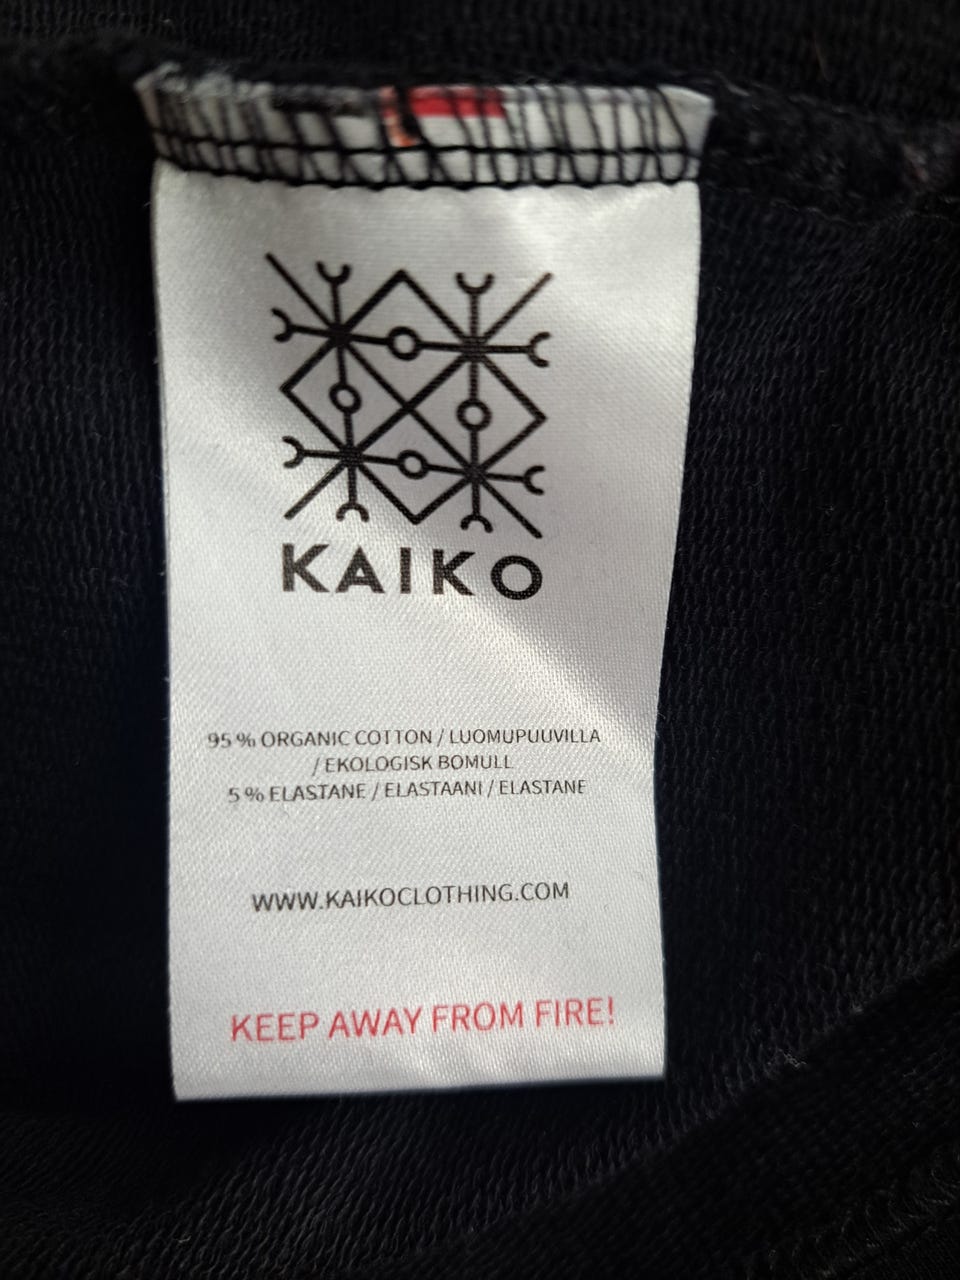 KAIKO
95 % ORGANIC COTTON / LUOMUPUUVILLA
/ EKOLOGISK BOMULL
5 % ELASTANE / ELASTAANI / ELASTANE
WWW.KAIKOCLOTHING.COM
KEEP AWAY FROM FIRE!